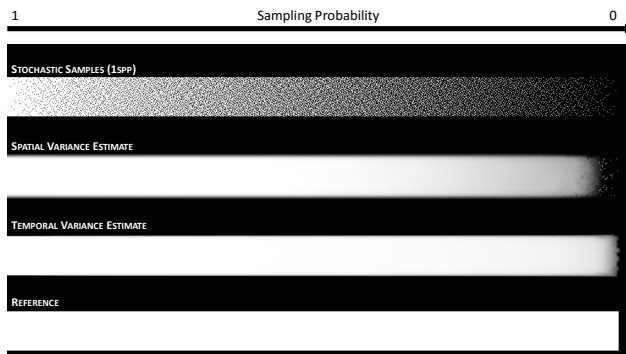 1 Sampling Probability 0
STOCHASTIC SAMPLES (1SPP)
SPATIAL VARIANCE ESTIMATE
TEMPORAL VARIANCE ESTIMATE
REFERENCE